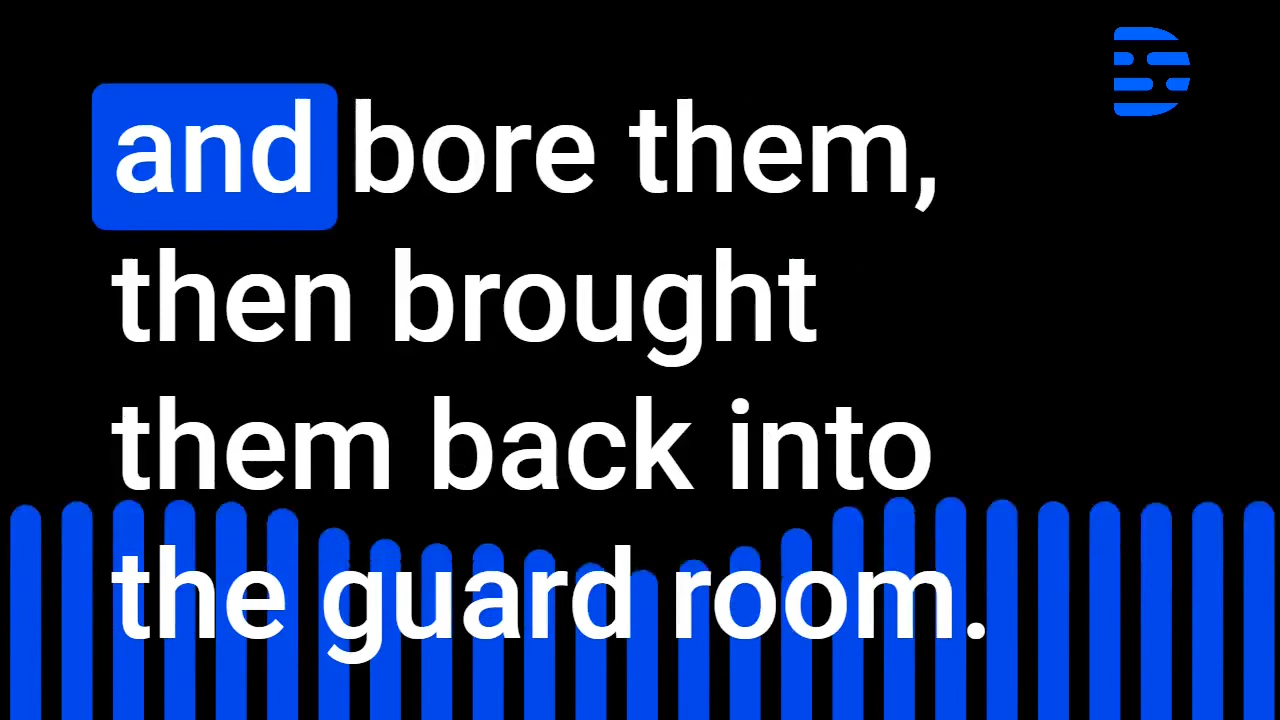 and bore them,
then brought
them back into
the guard room.